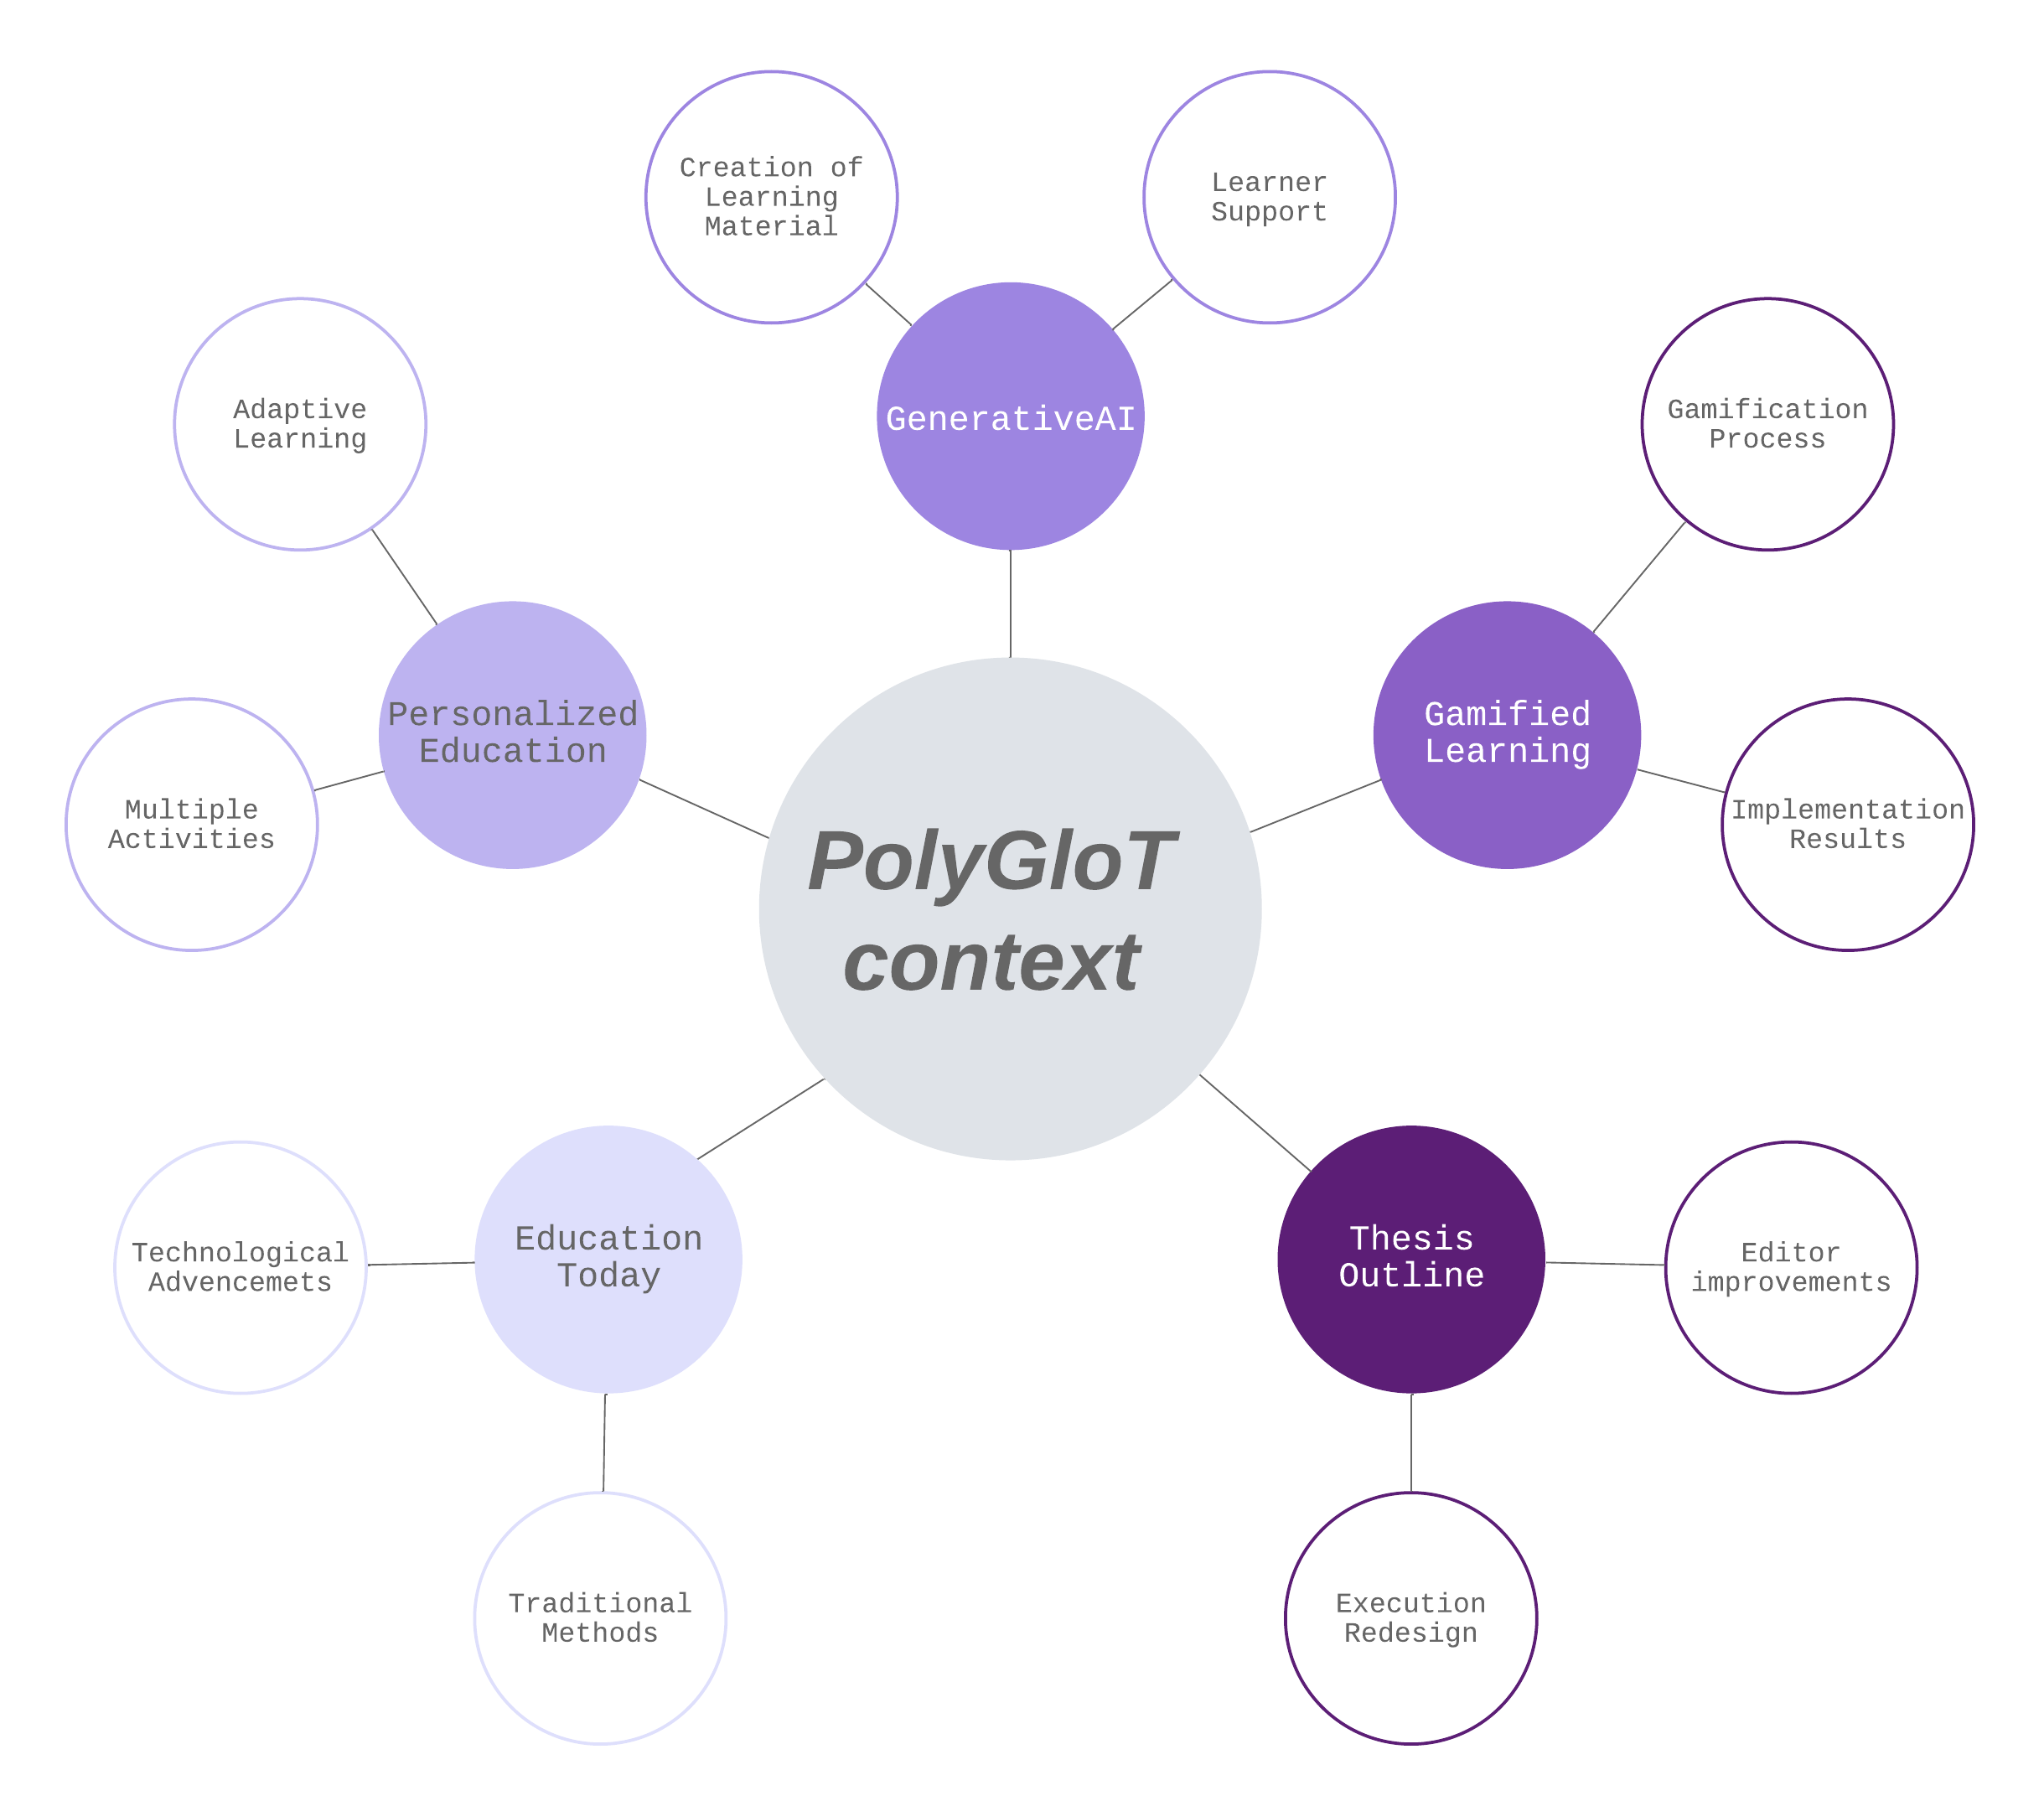 Creation of
Learning
Material
Learner
Support
Adaptive
Learning
GenerativeAI
Gamification
Process
Personalized
Education
Gamified
Learning
Multiple
Activities
PolyGloT
context
Implementation
Results
Technological
Advencemets
Education
Today
Thesis
Outline
Editor
improvements
Traditional
Methods
Execution
Redesign